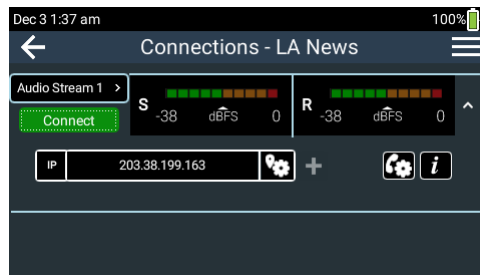 Dec 3 1:37 am 100%
Connections - LA News
Audio Stream 1 >
Connect
S -38 dBFS 0
R -38 dBFS 0
IP 203.38.199.163 + i